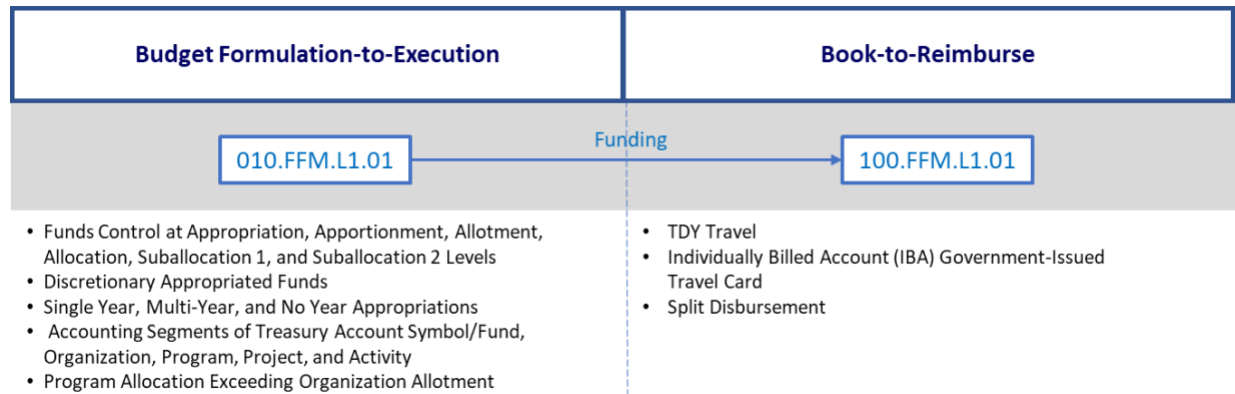 Budget Formulation-to-Execution
Book-to-Reimburse
Funding
010.FFM.L1.01
100.FFM.L1.01
• Funds Control at Appropriation, Apportionment, Allotment,
Allocation, Suballocation 1, and Suballocation 2 Levels
• Discretionary Appropriated Funds
• Single Year, Multi-Year, and No Year Appropriations
• Accounting Segments of Treasury Account Symbol/Fund,
Organization, Program, Project, and Activity
• Program Allocation Exceeding Organization Allotment
• TDY Travel
• Individually Billed Account (IBA) Government-Issued
Travel Card
• Split Disbursement